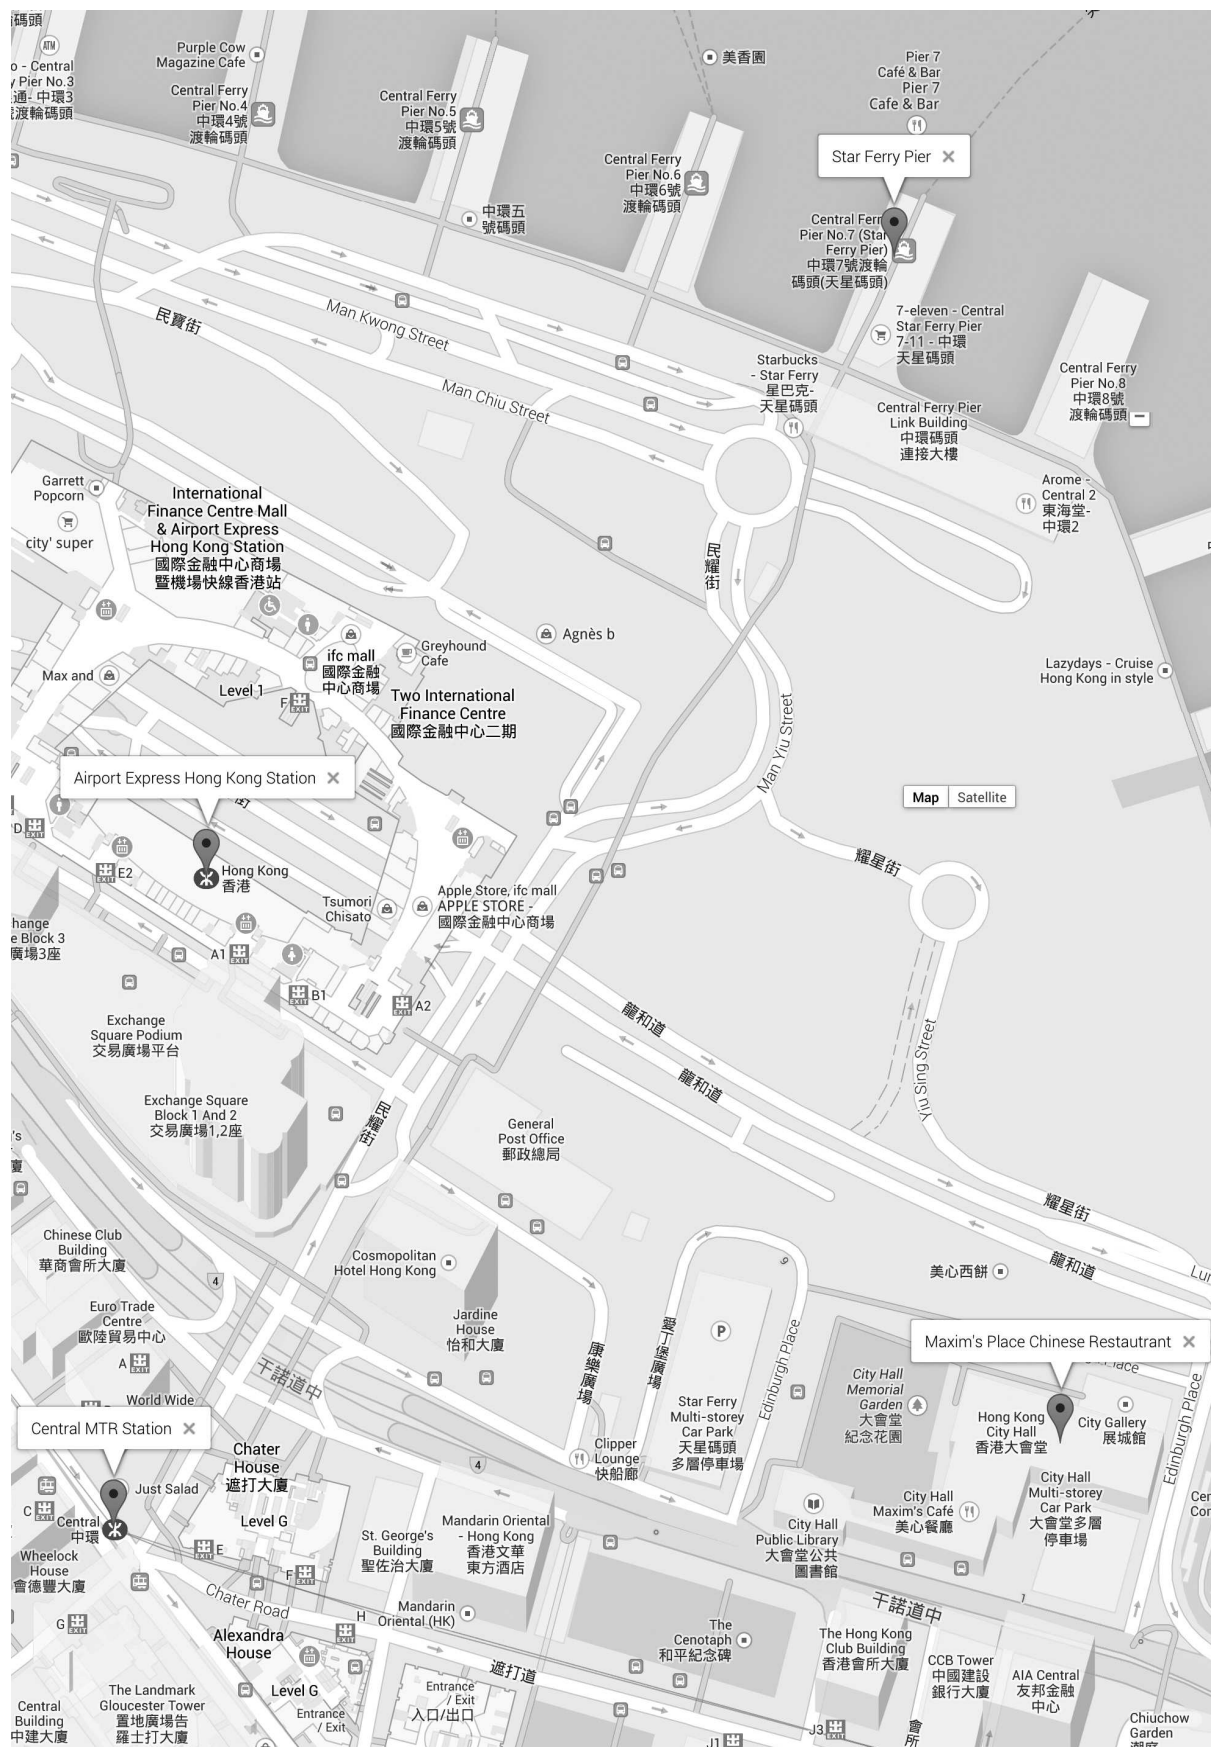 碼頭
o - Central
y Pier No.3
通- 中環3
渡輪碼頭
Purple Cow
Magazine Cafe
Central Ferry
Pier No.4
中環4號
渡輪碼頭
Central Ferry
Pier No.5
中環5號
渡輪碼頭
中環五
號碼頭
美香園
Central Ferry
Pier No.6
中環6號
渡輪碼頭
Pier 7
Café & Bar
Pier 7
Cafe & Bar
Star Ferry Pier
Central Ferr
Pier No.7 (Star
Ferry Pier)
中環7號渡輪
碼頭(天星碼頭)
7-eleven - Central
Star Ferry Pier
7-11 - 中環
天星碼頭
Starbucks
- Star Ferry
星巴克-
天星碼頭
Central Ferry
Pier No.8
中環8號
渡輪碼頭
Central Ferry Pier
Link Building
中環碼頭
連接大樓
Arome -
Central 2
東海堂-
中環2
民寶街
Man Kwong Street
Man Chiu Street
民耀街
Garrett
Popcorn
city' super
International
Finance Centre Mall
& Airport Express
Hong Kong Station
國際金融中心商場
暨機場快線香港站
ifc mall
國際金融
中心商場
Greyhound
Cafe
Agnès b
Max and
Level 1
F EXIT
Two International
Finance Centre
國際金融中心二期
Lazydays - Cruise
Hong Kong in style
Man Yiu Street
Airport Express Hong Kong Station
街
Map
Satellite
D
EXIT
E2
EXIT
Hong Kong
香港
耀星街
Tsumori
Chisato
Apple Store, ifc mall
APPLE STORE -
國際金融中心商場
hange
e Block 3
廣場3座
A1 EXIT
B1
EXIT
A2
EXIT
龍和道
龍和道
Yiu Sing Street
Exchange
Square Podium
交易廣場平台
Exchange Square
Block 1 And 2
交易廣場1,2座
民耀街
General
Post Office
郵政總局
's
廈
耀星街
龍和道
Lun
Chinese Club
Building
華商會所大廈
4
Cosmopolitan
Hotel Hong Kong
Jardine
House
怡和大廈
9
美心西餅
Euro Trade
Centre
歐陸貿易中心
A EXIT
World Wide
干諾道中
康樂廣場
愛丁堡廣場
P
Edinburgh Place
Maxim's Place Chinese Restautrant
Place
City Hall
Memorial
Garden
大會堂
紀念花園
Hong Kong
City Hall
香港大會堂
City Gallery
展城館
Edinburgh Place
Star Ferry
Multi-storey
Car Park
天星碼頭
多層停車場
Central MTR Station
Chater
House
遮打大廈
Level G
Just Salad
C EXIT
Central
中環
Clipper
Lounge
快船廊
4
City Hall
Maxim's Café
美心餐廳
City Hall
Multi-storey
Car Park
大會堂多層
停車場
Cen
Con
Wheelock
House
會德豐大廈
E
EXIT
F EXIT
St. George's
Building
聖佐治大廈
Mandarin Oriental
- Hong Kong
香港文華
東方酒店
City Hall
Public Library
大會堂公共
圖書館
1
干諾道中
Chater Road
H
EXIT
Mandarin
Oriental (HK)
G EXIT
Alexandra
House
Level G
Entrance
/ Exit
The
Cenotaph
和平紀念碑
The Hong Kong
Club Building
香港會所大廈
CCB Tower
中國建設
銀行大廈
AIA Central
友邦金融
中心
遮打道
Entrance
/ Exit
入口/出口
Central
Building
中建大廈
The Landmark
Gloucester Tower
置地廣場告
羅士打大廈
J1
J3 EXIT
會所
Chiuchow
Garden